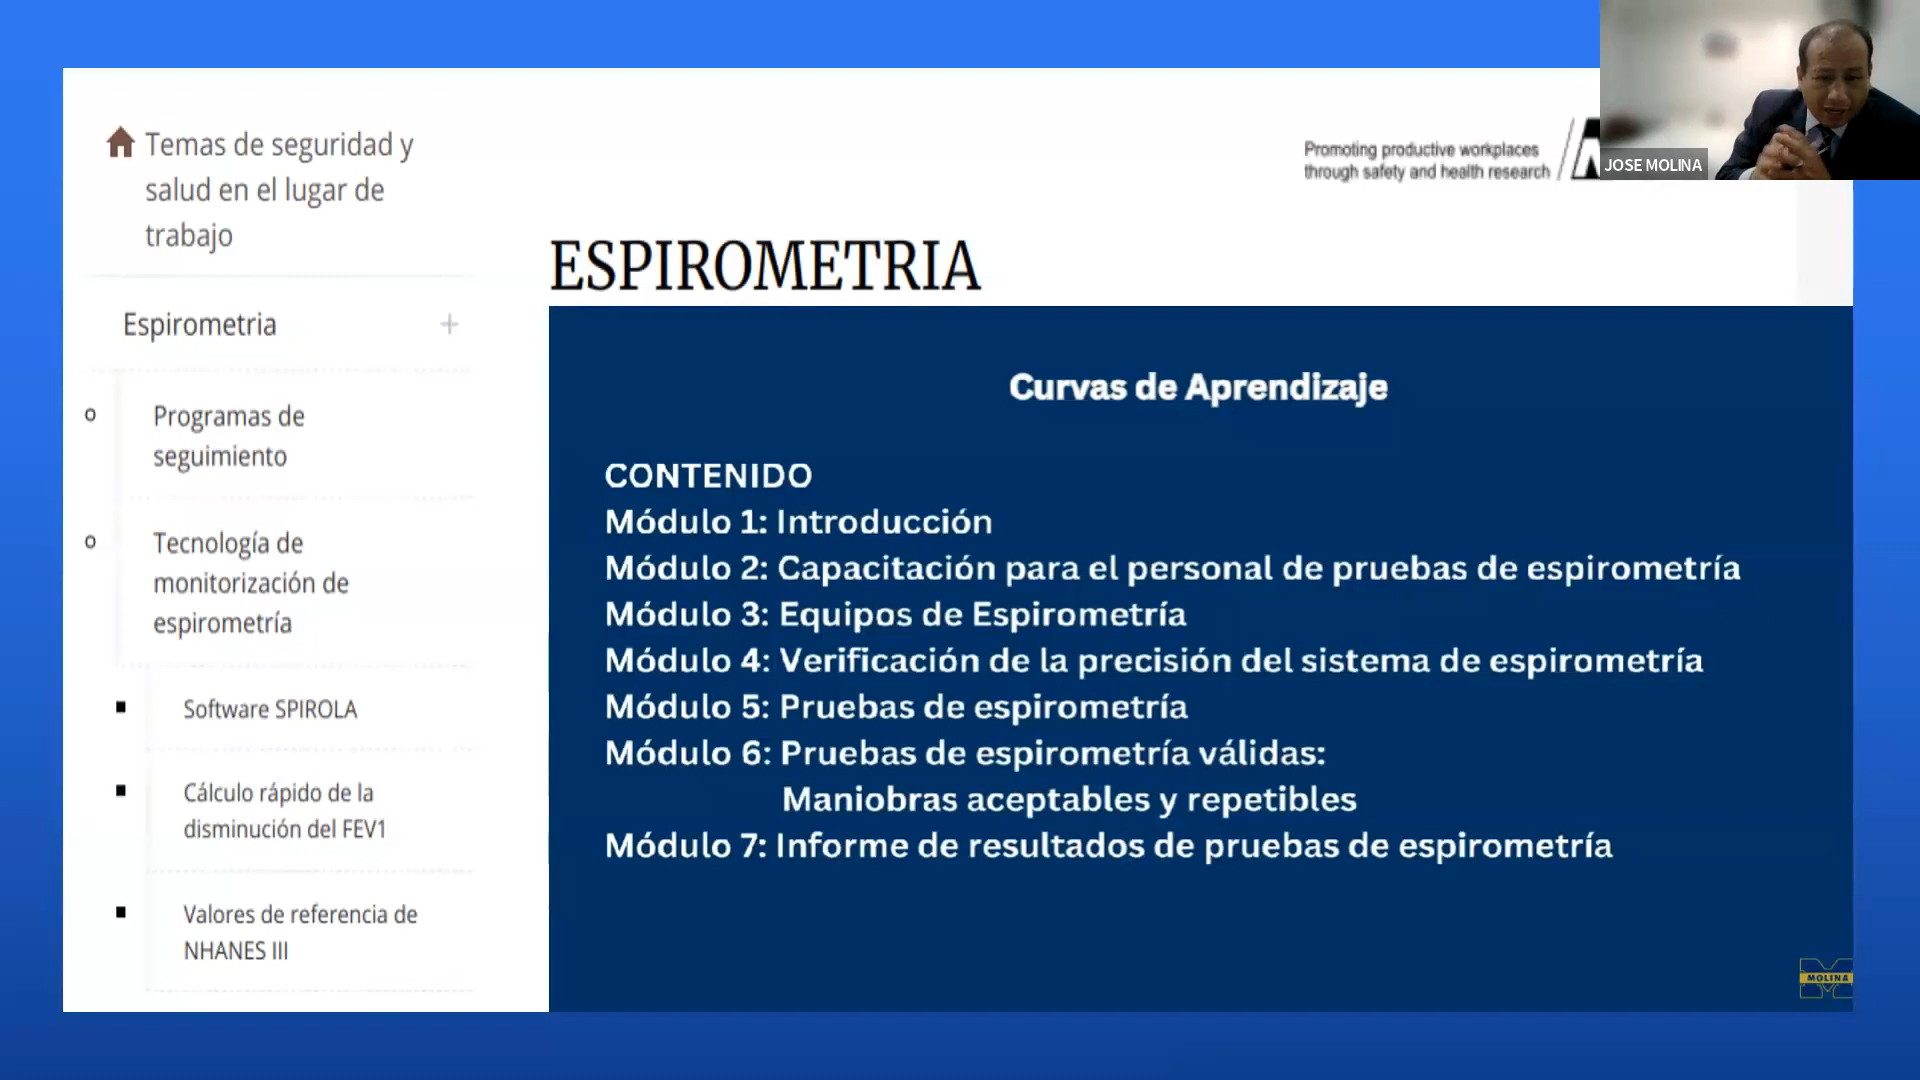 Temas de seguridad y
salud en el lugar de
trabajo
Espirometria +
Programas de
seguimiento
Tecnología de
monitorización de
espirometría
Software SPIROLA
Cálculo rápido de la
disminución del FEV1
Valores de referencia de
NHANES III
Promoting productive workplaces
through safety and health research
JOSE MOLINA
ESPIROMETRIA
Curvas de Aprendizaje
CONTENIDO
Módulo 1: Introducción
Módulo 2: Capacitación para el personal de pruebas de espirometría
Módulo 3: Equipos de Espirometría
Módulo 4: Verificación de la precisión del sistema de espirometría
Módulo 5: Pruebas de espirometría
Módulo 6: Pruebas de espirometría válidas:
Maniobras aceptables y repetibles
Módulo 7: Informe de resultados de pruebas de espirometría
MOLINA